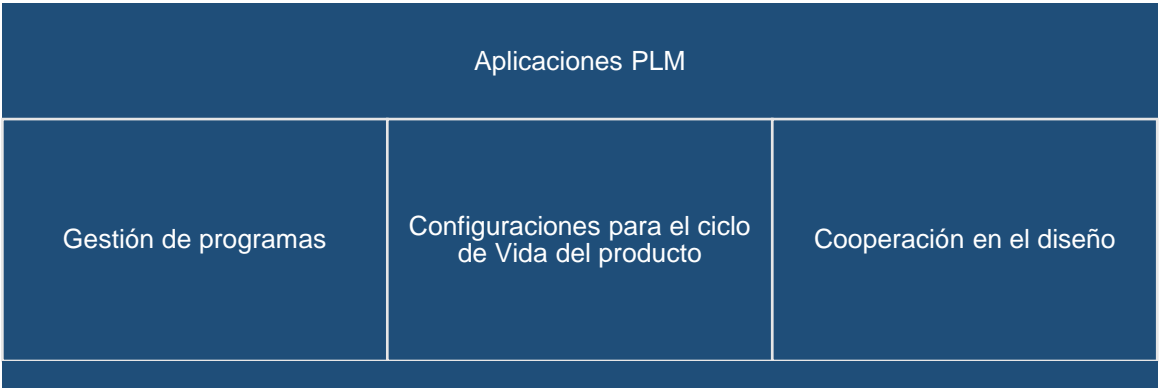 Aplicaciones PLM
Gestión de programas
Configuraciones para el ciclo
de Vida del producto
Cooperación en el diseño